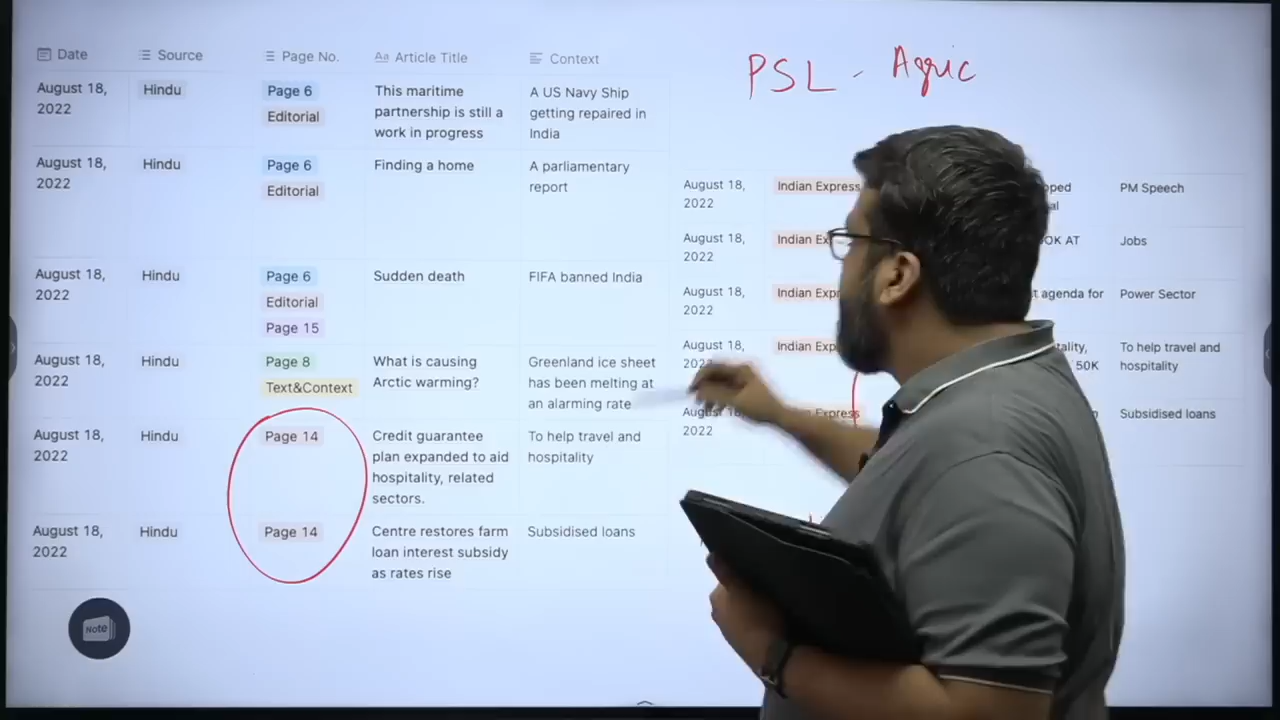 Date Source Page No. Article Title Context
PSL - Agric
August 18, Hindu Page 6 This maritime A US Navy Ship
2022 Editorial partnership is still a getting repaired in
work in progress India
August 18, Hindu Page 6 Finding a home A parliamentary
2022 Editorial report
August 18, Indian Express PM Speech
2022
August 18, Jobs
2022
August 18, Hindu Page 6 Sudden death FIFA banned India
2022 Editorial
Page 15
August 18, agenda for Power Sector
2022
August 18, 50K To help travel and
hospitality
August 18, Hindu Page 8 What is causing Greenland ice sheet
2022 Text&Context Arctic warming? has been melting at
an alarming rate
Express Subsidised loans
2022
August 18, Hindu Page 14 Credit guarantee To help travel and
2022 plan expanded to aid hospitality
hospitality, related
sectors.
August 18, Hindu Page 14 Centre restores farm Subsidised loans
2022 loan interest subsidy
as rates rise
Note